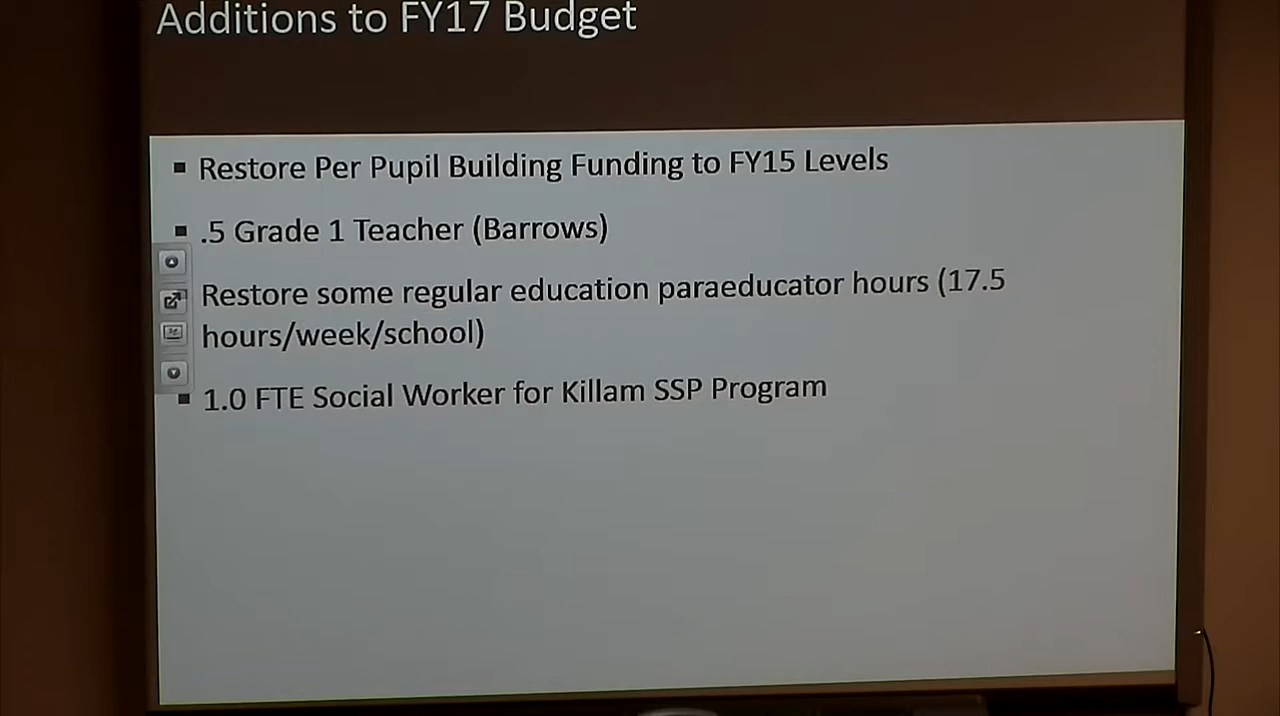 Additions to FY17 Budget
▪ Restore Per Pupil Building Funding to FY15 Levels
▪ .5 Grade 1 Teacher (Barrows)
Restore some regular education paraeducator hours (17.5
hours/week/school)
▪ 1.0 FTE Social Worker for Killam SSP Program